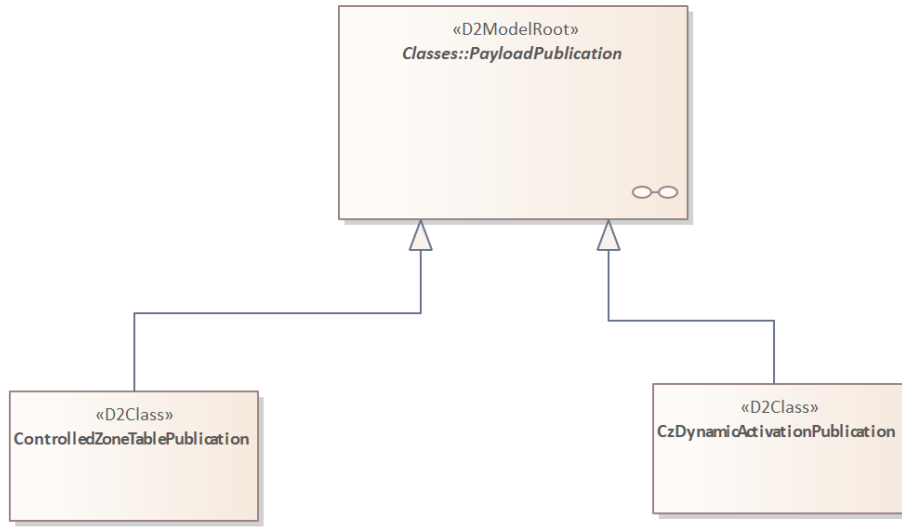 «D2ModelRoot»
Classes::PayloadPublication
«D2Class»
ControlledZoneTablePublication
«D2Class»
CzDynamicActivationPublication